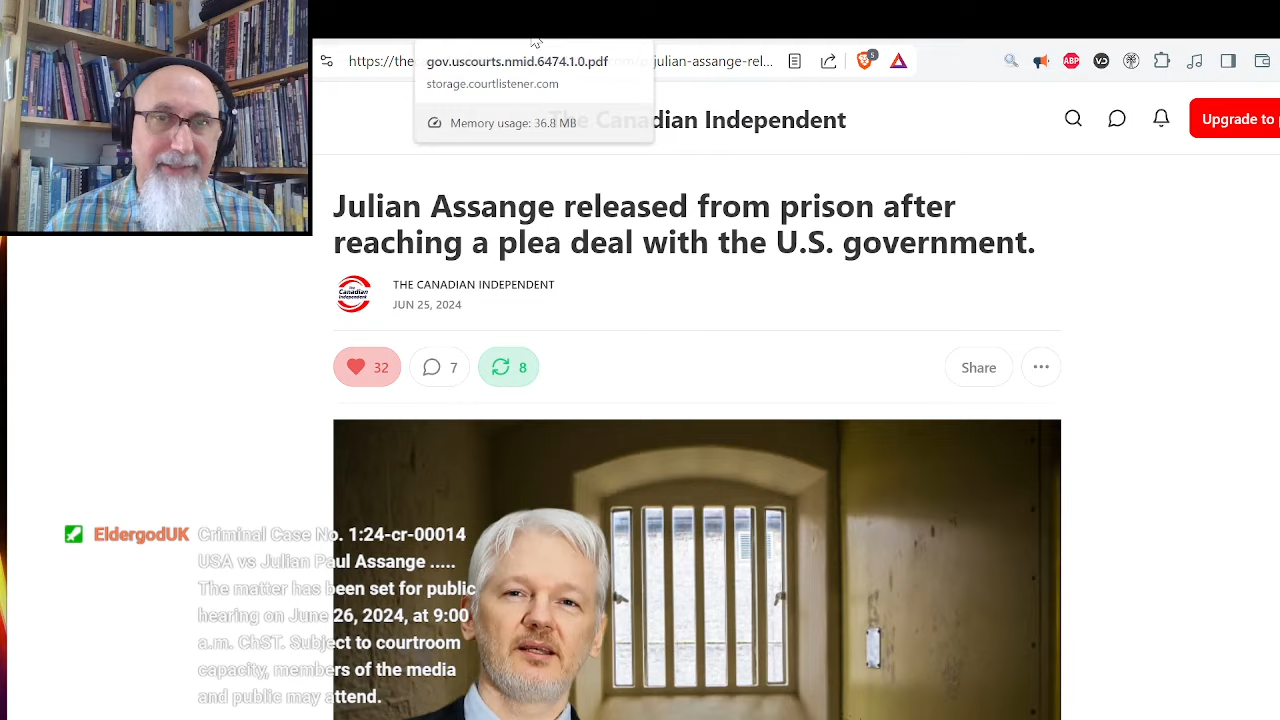 https://the
julian-assange-rel...
5
ABP
gov.uscourts.nmid.6474.1.0.pdf
storage.courtlistener.com
Memory usage: 36.8 MB
The Canadian Independent
Upgrade to
Julian Assange released from prison after
reaching a plea deal with the U.S. government.
THE CANADIAN INDEPENDENT
JUN 25, 2024
32
7
8
Share
EldergodUK Criminal Case No. 1:24-cr-00014
USA vs Julian Paul Assange .....
The matter has been set for public
hearing on June 26, 2024, at 9:00
a.m. ChST. Subject to courtroom
capacity, members of the media
and public may attend.